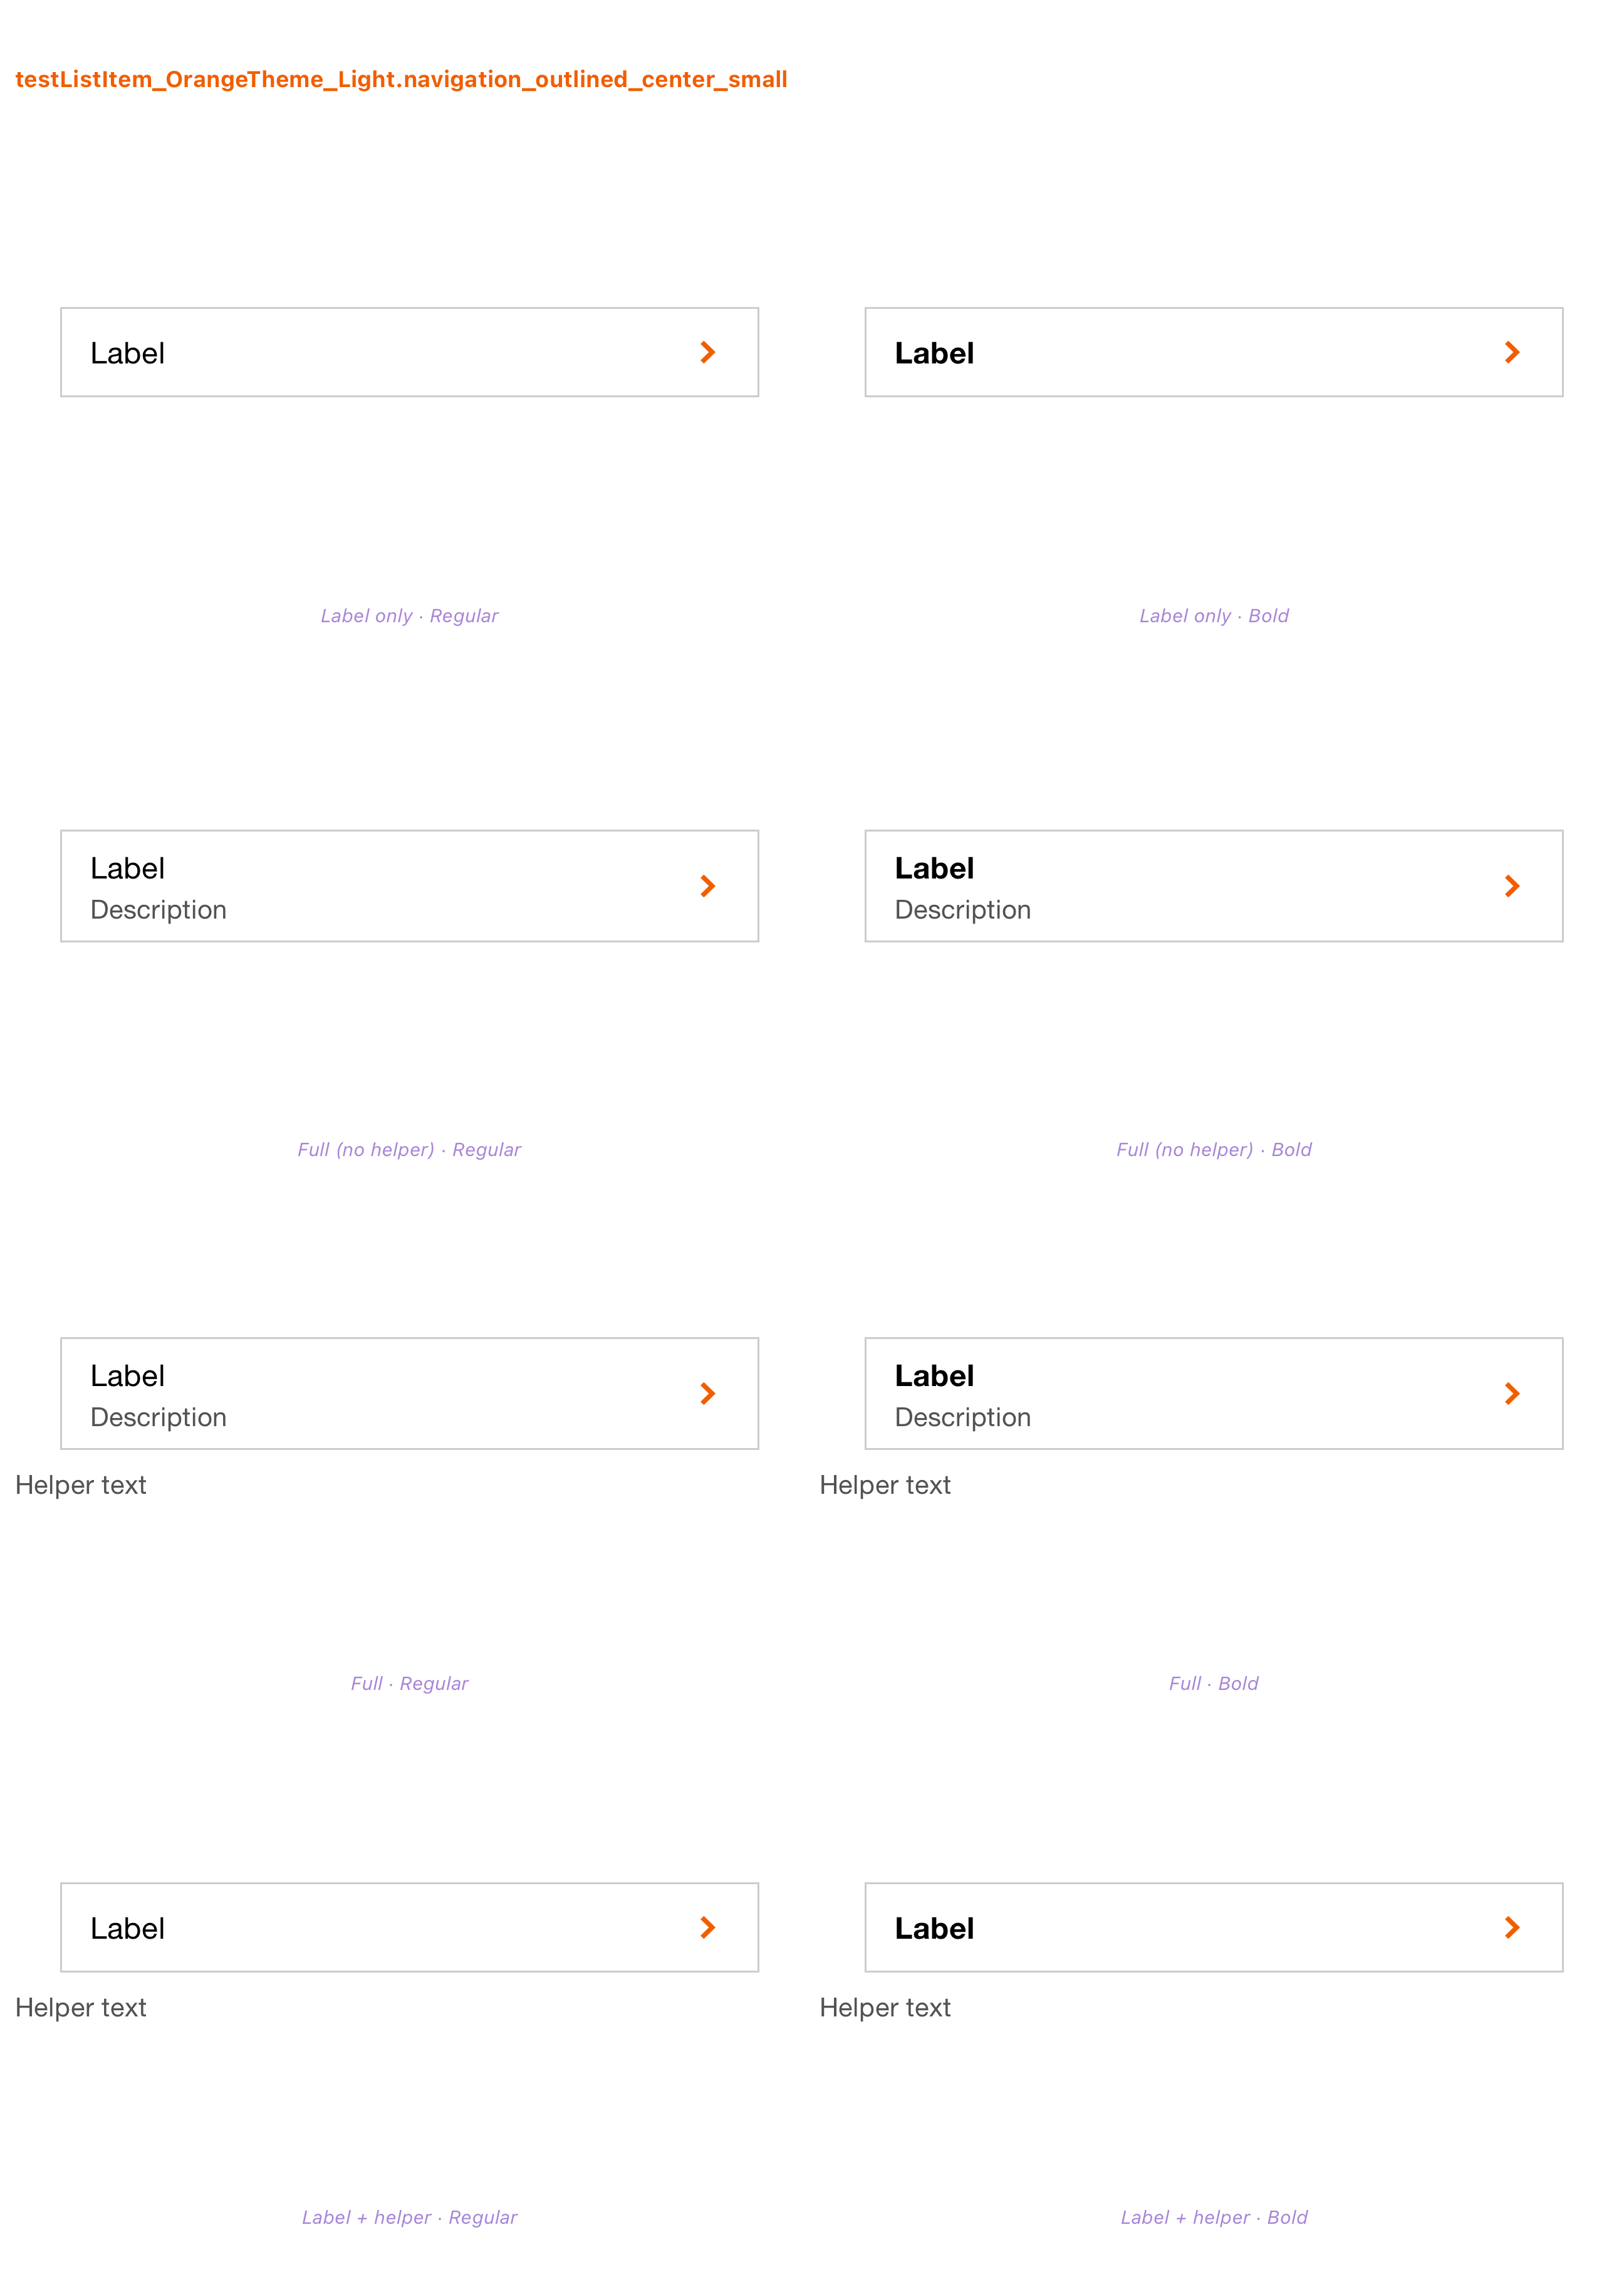 testListItem_OrangeTheme_Light.navigation_outlined_center_small
Label
Label
Label only · Regular
Label only · Bold
Label
Description
Label
Description
Full (no helper) · Regular
Full (no helper) · Bold
Label
Description
Helper text
Label
Description
Helper text
Full · Regular
Full · Bold
Label
Helper text
Label
Helper text
Label + helper · Regular
Label + helper · Bold